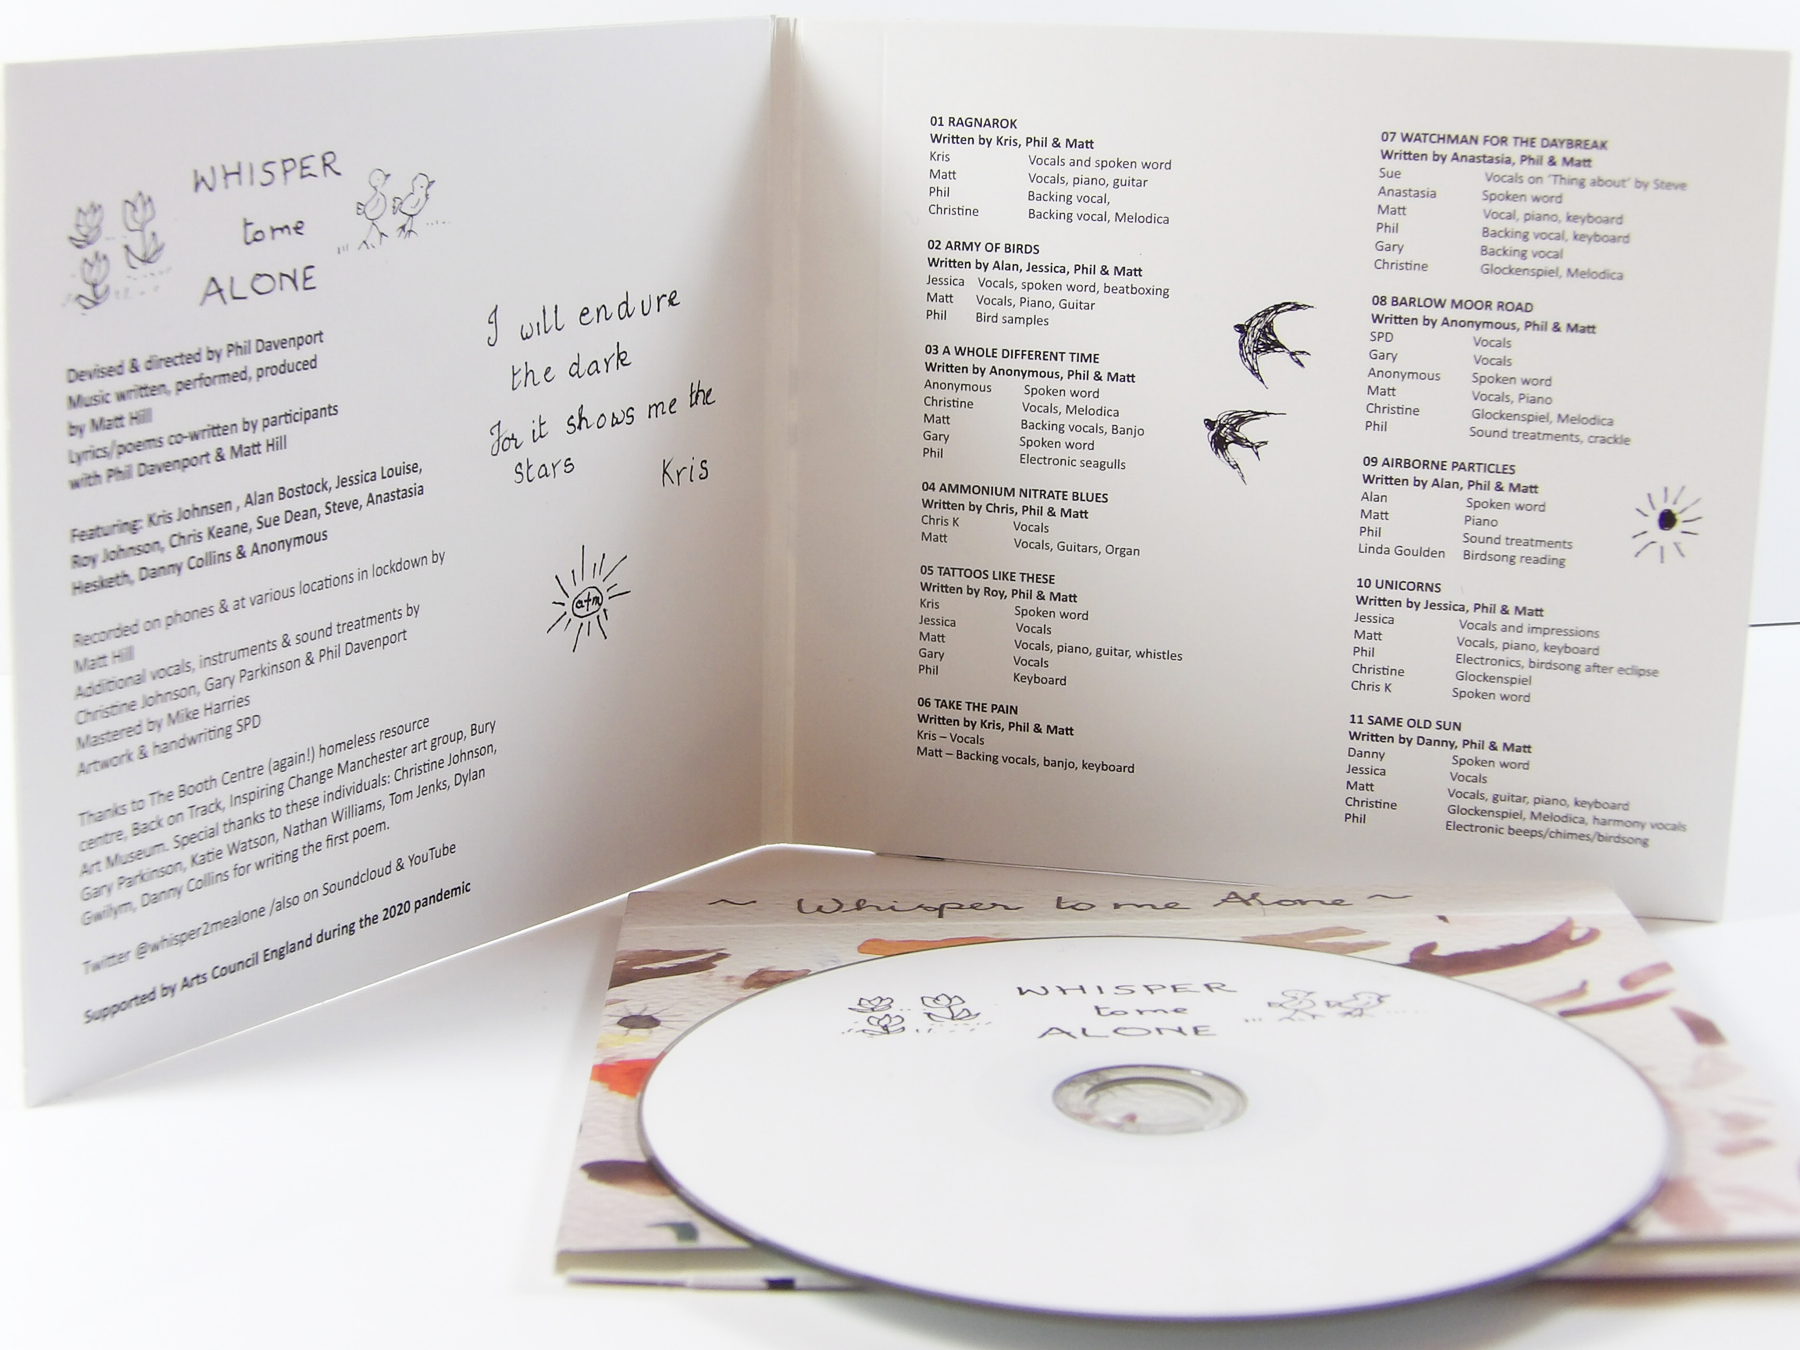 WHISPER
to me
ALONE
Devised & directed by Phil Davenport
Music written, performed, produced
by Matt Hill
Lyrics/poems co-written by participants
with Phil Davenport & Matt Hill
Featuring: Kris Johnsen , Alan Bostock, Jessica Louise,
Roy Johnson, Chris Keane, Sue Dean, Steve, Anastasia
Hesketh, Danny Collins & Anonymous
Recorded on phones & at various locations in lockdown by
Matt Hill
Additional vocals, instruments & sound treatments by
Christine Johnson, Gary Parkinson & Phil Davenport
Mastered by Mike Harries
Artwork & handwriting SPD
Thanks to The Booth Centre (again!) homeless resource
centre, Back on Track, Inspiring Change Manchester art group, Bury
Art Museum. Special thanks to these individuals: Christine Johnson,
Gary Parkinson, Katie Watson, Nathan Williams, Tom Jenks, Dylan
Gwilym, Danny Collins for writing the first poem.
Twitter @whisper2mealone /also on Soundcloud & YouTube
Supported by Arts Council England during the 2020 pandemic
I will endure
the dark
For it shows me the
stars
Kris
01 RAGNAROK
Written by Kris, Phil & Matt
Kris Vocals and spoken word
Matt Vocals, piano, guitar
Phil Backing vocal,
Christine Backing vocal, Melodica
02 ARMY OF BIRDS
Written by Alan, Jessica, Phil & Matt
Jessica Vocals, spoken word, beatboxing
Matt Vocals, Piano, Guitar
Phil Bird samples
03 A WHOLE DIFFERENT TIME
Written by Anonymous, Phil & Matt
Anonymous Spoken word
Christine Vocals, Melodica
Matt Backing vocals, Banjo
Gary Spoken word
Phil Electronic seagulls
04 AMMONIUM NITRATE BLUES
Written by Chris, Phil & Matt
Chris K Vocals
Matt Vocals, Guitars, Organ
05 TATTOOS LIKE THESE
Written by Roy, Phil & Matt
Kris Spoken word
Jessica Vocals
Matt Vocals, piano, guitar, whistles
Gary Vocals
Phil Keyboard
06 TAKE THE PAIN
Written by Kris, Phil & Matt
Kris – Vocals
Matt – Backing vocals, banjo, keyboard
07 WATCHMAN FOR THE DAYBREAK
Written by Anastasia, Phil & Matt
Sue Vocals on 'Thing about' by Steve
Anastasia Spoken word
Matt Vocal, piano, keyboard
Phil Backing vocal, keyboard
Gary Backing vocal
Christine Glockenspiel, Melodica
08 BARLOW MOOR ROAD
Written by Anonymous, Phil & Matt
SPD Vocals
Gary Vocals
Anonymous Spoken word
Matt Vocals, Piano
Christine Glockenspiel, Melodica
Phil Sound treatments, crackle
09 AIRBORNE PARTICLES
Written by Alan, Phil & Matt
Alan Spoken word
Matt Piano
Phil Sound treatments
Linda Goulden Birdsong reading
10 UNICORNS
Written by Jessica, Phil & Matt
Jessica Vocals and impressions
Matt Vocals, piano, keyboard
Phil Electronics, birdsong after eclipse
Christine Glockenspiel
Chris K Spoken word
11 SAME OLD SUN
Written by Danny, Phil & Matt
Danny Spoken word
Jessica Vocals
Matt Vocals, guitar, piano, keyboard
Christine Glockenspiel, Melodica, harmony vocals
Phil Electronic beeps/chimes/birdsong
~ Whisper to me Alone ~
WHISPER
to me
ALONE